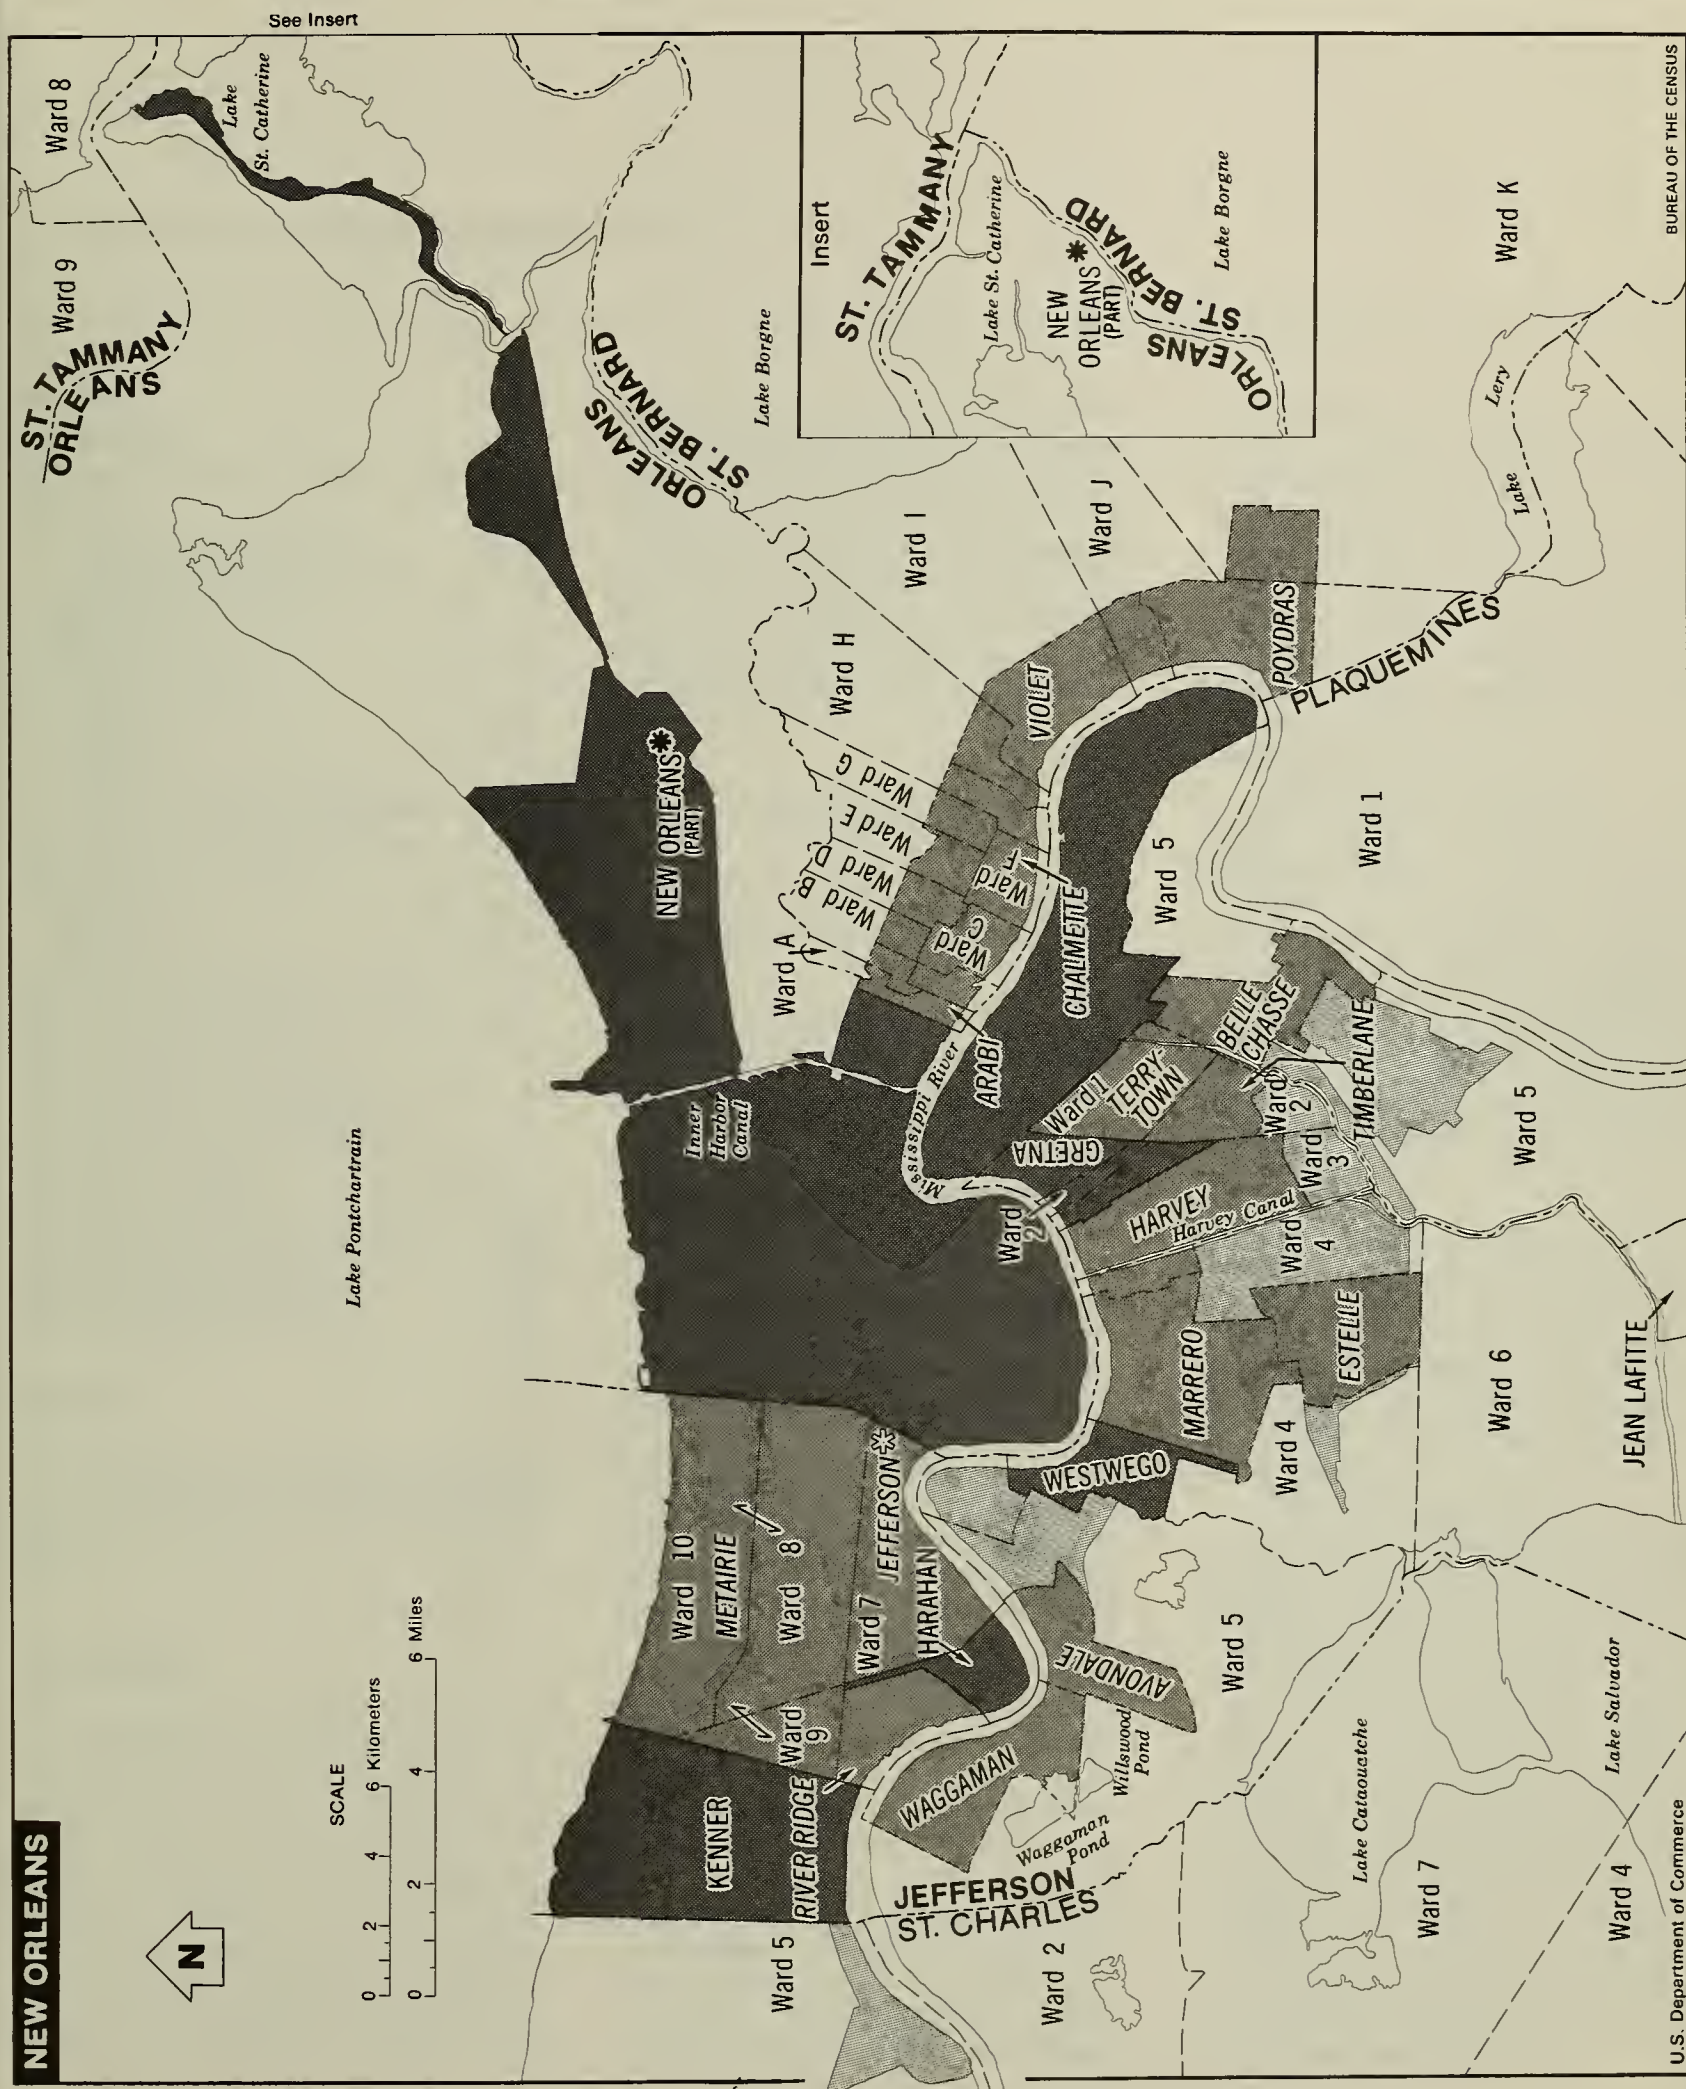 NEW ORLEANS
See Insert
N
SCALE
0 2 4 6 Kilometers
0 2 4 6 Miles
Ward 8
Ward 9
ST. TAMMANY
ORLEANS
Lake
St. Catherine
Lake Pontchartrain
ORLEANS
ST. BERNARD
Lake Borgne
Insert
ST. TAMMANY
Lake St. Catherine
NEW
ORLEANS
(PART)
ORLEANS
ST. BERNARD
Lake Borgne
NEW ORLEANS
(PART)
Inner
Harbor
Canal
Ward A
Ward B
Ward D
Ward E
Ward G
Ward H
Ward I
Ward J
Ward K
Ward C
Ward F
VIOLET
POYDRAS
PLAQUEMINES
Lake Lery
CHALMETTE
ARABI
Mississippi River
Ward 5
KENNER
RIVER RIDGE
Ward 9
Ward 10
METAIRIE
Ward 8
Ward 7
JEFFERSON
HARAHAN
JEFFERSON
ST. CHARLES
WAGGAMAN
Waggaman
Pond
Willswood
Pond
AVONDALE
WESTWEGO
Ward 2
GRETNA
Ward 1
TERRY-
TOWN
BELLE
CHASSE
Ward 2
TIMBERLANE
Ward 3
HARVEY
Harvey Canal
Ward 4
MARRERO
ESTELLE
Ward 4
Ward 5
Ward 1
Ward 5
Ward 6
JEAN LAFITTE
Ward 5
Ward 2
Lake Cataouatche
Lake Salvador
Ward 7
Ward 4
U.S. Department of Commerce
BUREAU OF THE CENSUS